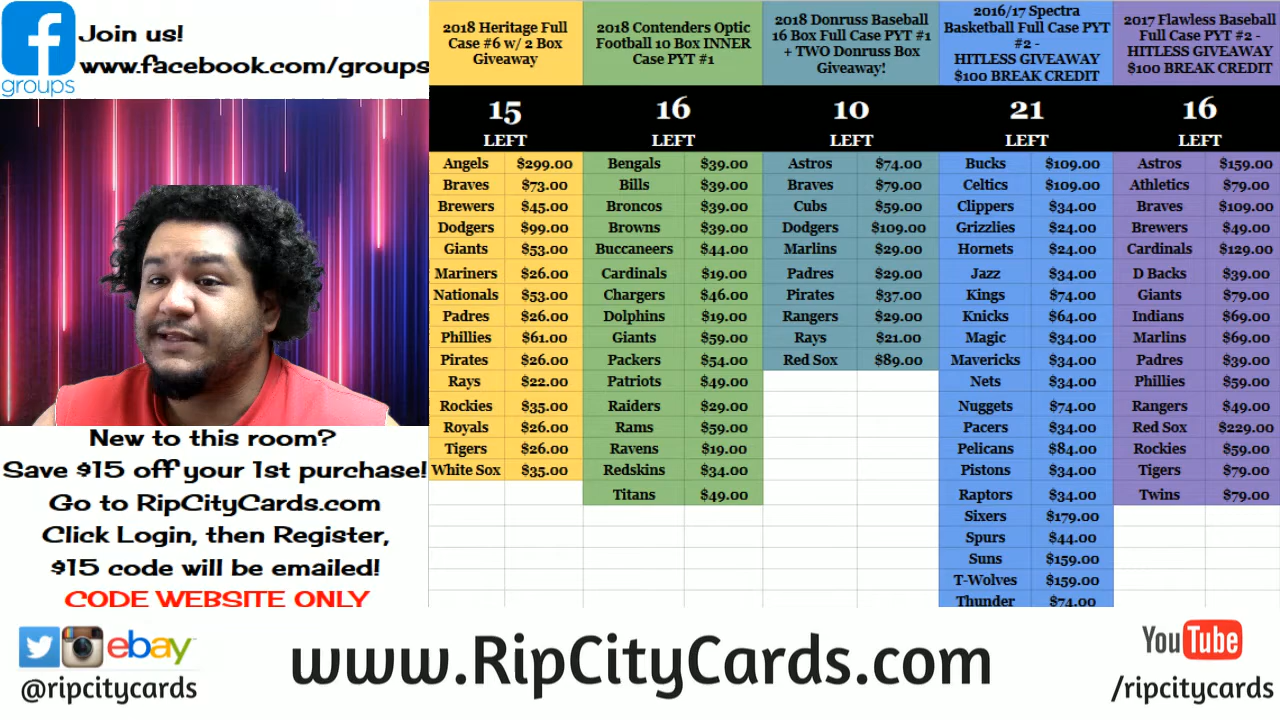 Join us!
www.facebook.com/groups
groups
2018 Heritage Full
Case #6 w/ 2 Box
Giveaway
15
LEFT
Angels $299.00
Braves $73.00
Brewers $45.00
Dodgers $99.00
Giants $53.00
Mariners $26.00
Nationals $53.00
Padres $26.00
Phillies $61.00
Pirates $26.00
Rays $22.00
Rockies $35.00
Royals $26.00
Tigers $26.00
White Sox $35.00
2018 Contenders Optic
Football 10 Box INNER
Case PYT #1
16
LEFT
Bengals $39.00
Bills $39.00
Broncos $39.00
Browns $39.00
Buccaneers $44.00
Cardinals $19.00
Chargers $46.00
Dolphins $19.00
Giants $59.00
Packers $54.00
Patriots $49.00
Raiders $29.00
Rams $59.00
Ravens $19.00
Redskins $34.00
Titans $49.00
2018 Donruss Baseball
16 Box Full Case PYT #1
+ TWO Donruss Box
Giveaway!
10
LEFT
Astros $74.00
Braves $79.00
Cubs $59.00
Dodgers $109.00
Marlins $29.00
Padres $29.00
Pirates $37.00
Rangers $29.00
Rays $21.00
Red Sox $89.00
2016/17 Spectra
Basketball Full Case PYT
#2 -
HITLESS GIVEAWAY
$100 BREAK CREDIT
21
LEFT
Bucks $109.00
Celtics $109.00
Clippers $34.00
Grizzlies $24.00
Hornets $24.00
Jazz $34.00
Kings $74.00
Knicks $64.00
Magic $34.00
Mavericks $34.00
Nets $34.00
Nuggets $74.00
Pacers $34.00
Pelicans $84.00
Pistons $34.00
Raptors $34.00
Sixers $179.00
Spurs $44.00
Suns $159.00
T-Wolves $159.00
Thunder $74.00
2017 Flawless Baseball
Full Case PYT #2 -
HITLESS GIVEAWAY
$100 BREAK CREDIT
16
LEFT
Astros $159.00
Athletics $79.00
Braves $109.00
Brewers $49.00
Cardinals $129.00
D Backs $39.00
Giants $79.00
Indians $69.00
Marlins $69.00
Padres $39.00
Phillies $59.00
Rangers $49.00
Red Sox $229.00
Rockies $59.00
Tigers $79.00
Twins $79.00
New to this room?
Save $15 off your 1st purchase!
Go to RipCityCards.com
Click Login, then Register,
$15 code will be emailed!
CODE WEBSITE ONLY
ebay
@ripcitycards
www.RipCityCards.com
YouTube
/ripcitycards